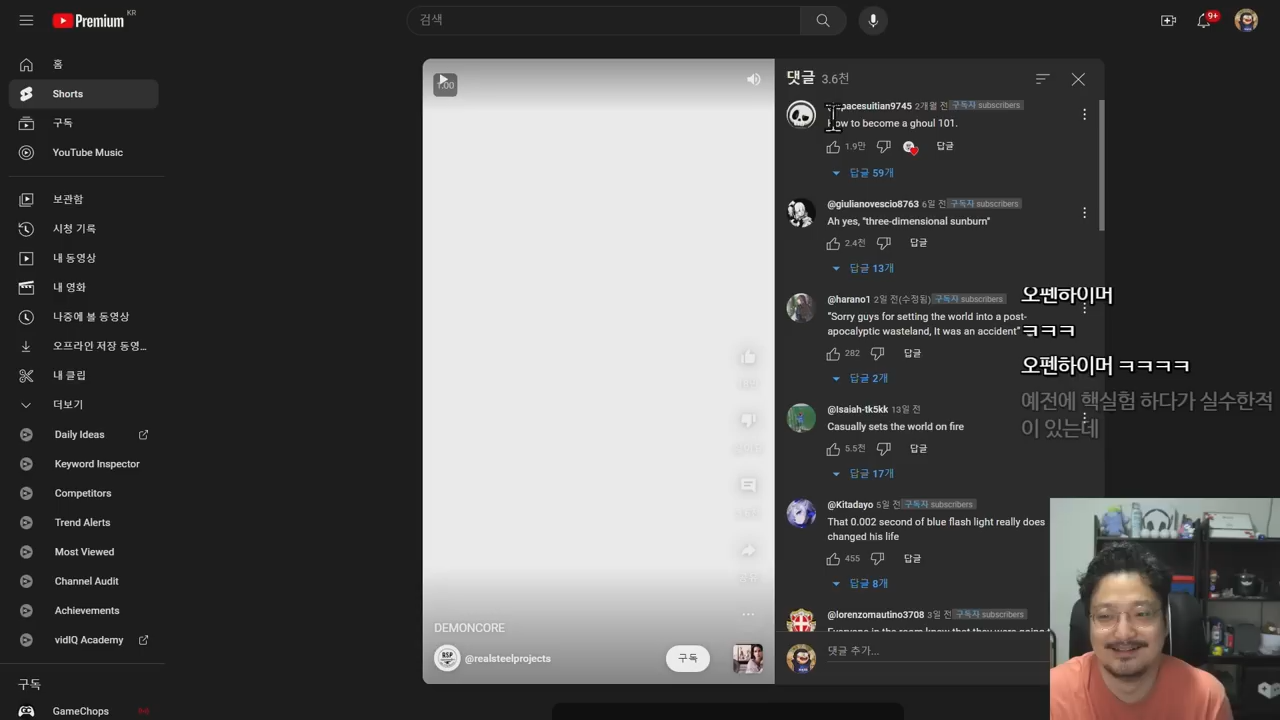 Premium KR
검색
9+
홈
Shorts
구독
YouTube Music
보관함
시청 기록
내 동영상
내 영화
나중에 볼 동영상
오프라인 저장 동영...
내 클립
더보기
Daily Ideas
Keyword Inspector
Competitors
Trend Alerts
Most Viewed
Channel Audit
Achievements
vidIQ Academy
구독
GameChops
1.00
DEMONCORE
RSP
@realsteelprojects
구독
댓글 3.6천
pacesuitian9745 2개월 전 구독자 subscribers
How to become a ghoul 101.
1.9만 답글
답글 59개
@giulianovescio8763 6일 전 구독자 subscribers
Ah yes, "three-dimensional sunburn"
2.4천 답글
답글 13개
@harano1 2일 전(수정됨) 구독자 subscribers
"Sorry guys for setting the world into a post-
apocalyptic wasteland, It was an accident"
282 답글
답글 2개
@Isaiah-tk5kk 13일 전
Casually sets the world on fire
5.5천 답글
답글 17개
@Kitadayo 5일 전 구독자 subscribers
That 0.002 second of blue flash light really does
changed his life
455 답글
답글 8개
@lorenzomautino3708 3일 전 구독자 subscribers
Everyone in the room knew that they were going t
댓글 추가...
오펜하이머
ㅋㅋㅋ
오펜하이머 ㅋㅋㅋㅋ
예전에 핵실험 하다가 실수한적
이 있는데